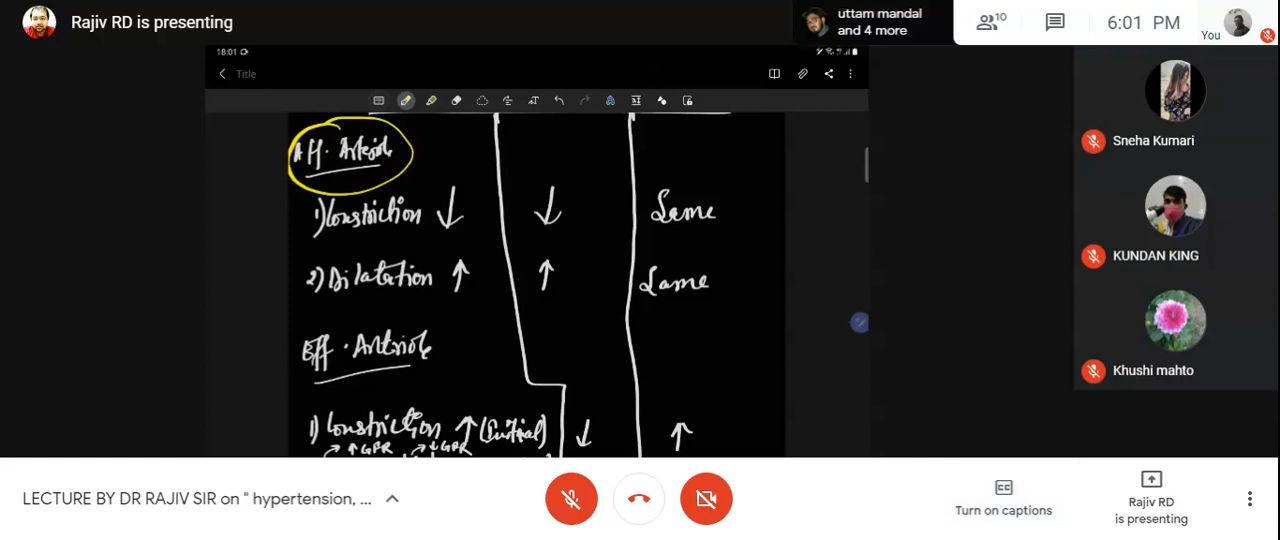 Rajiv RD is presenting
uttam mandal
and 4 more
10
6:01 PM
You
18:01
Title
Aff. Arteriole
1) Constriction ↓ ↓ Same
2) Dilatation ↑ ↑ Same
Eff. Arteriole
1) Constriction ↑ (Initial) ↓ ↑
↑ GFR ↓ GFR
Sneha Kumari
KUNDAN KING
Khushi mahto
LECTURE BY DR RAJIV SIR on " hypertension, ...
Turn on captions
Rajiv RD
is presenting